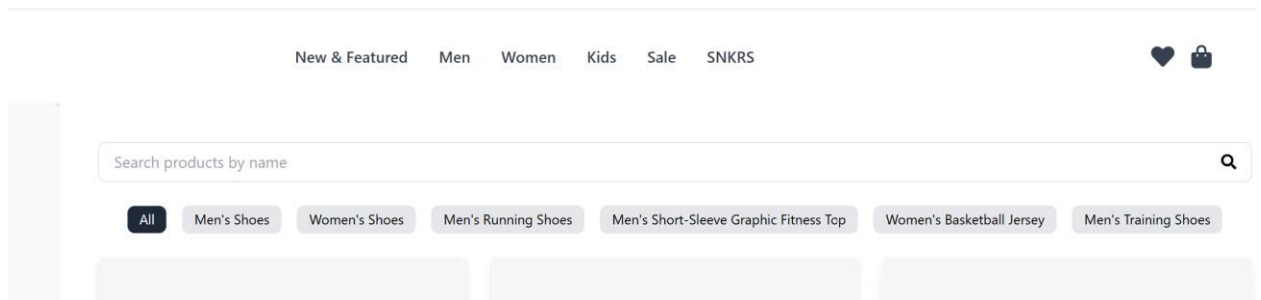 New & Featured Men Women Kids Sale SNKRS
Search products by name
All Men's Shoes Women's Shoes Men's Running Shoes Men's Short-Sleeve Graphic Fitness Top Women's Basketball Jersey Men's Training Shoes